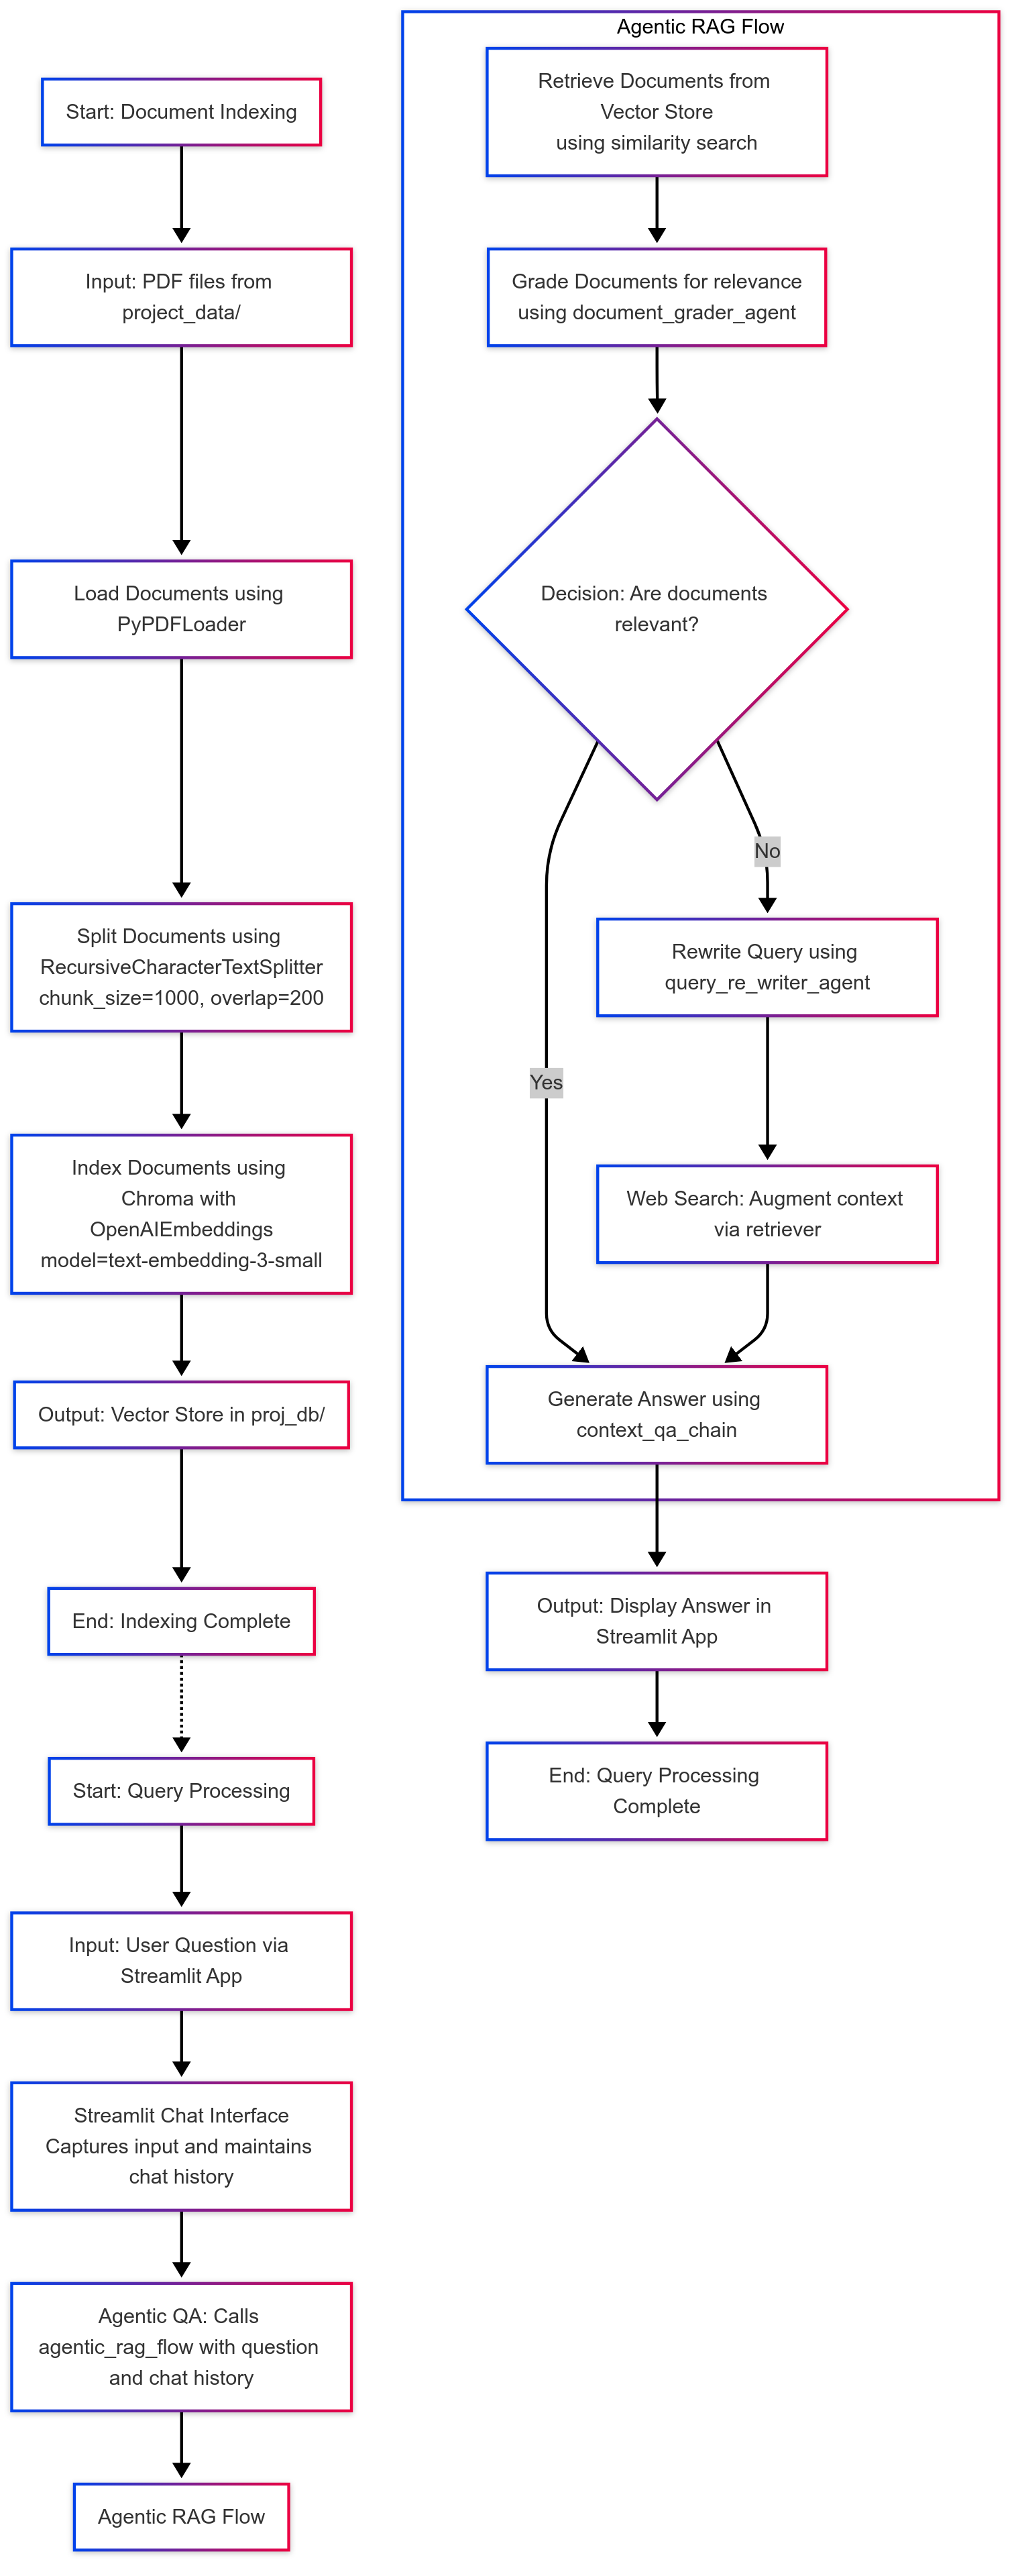 Start: Document Indexing
Input: PDF files from
project_data/
Load Documents using
PyPDFLoader
Split Documents using
RecursiveCharacterTextSplitter
chunk_size=1000, overlap=200
Index Documents using
Chroma with
OpenAIEmbeddings
model=text-embedding-3-small
Output: Vector Store in proj_db/
End: Indexing Complete
Start: Query Processing
Input: User Question via
Streamlit App
Streamlit Chat Interface
Captures input and maintains
chat history
Agentic QA: Calls
agentic_rag_flow with question
and chat history
Agentic RAG Flow
Agentic RAG Flow
Retrieve Documents from
Vector Store
using similarity search
Grade Documents for relevance
using document_grader_agent
Decision: Are documents
relevant?
No
Rewrite Query using
query_re_writer_agent
Yes
Web Search: Augment context
via retriever
Generate Answer using
context_qa_chain
Output: Display Answer in
Streamlit App
End: Query Processing
Complete